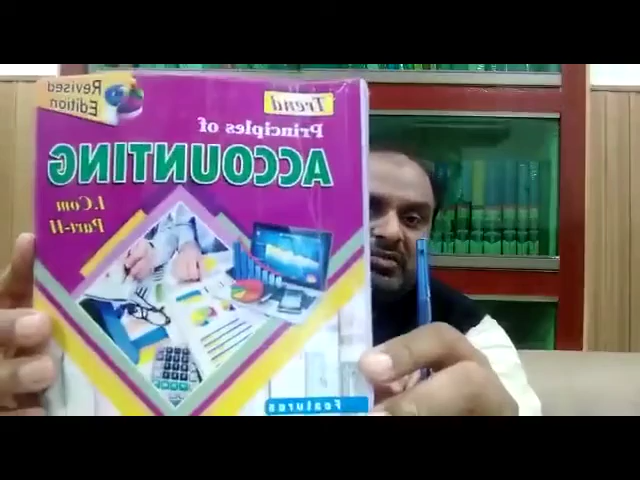 Revised
Edition
Trend
Principles of
ACCOUNTING
I.Com
Part-II
Features